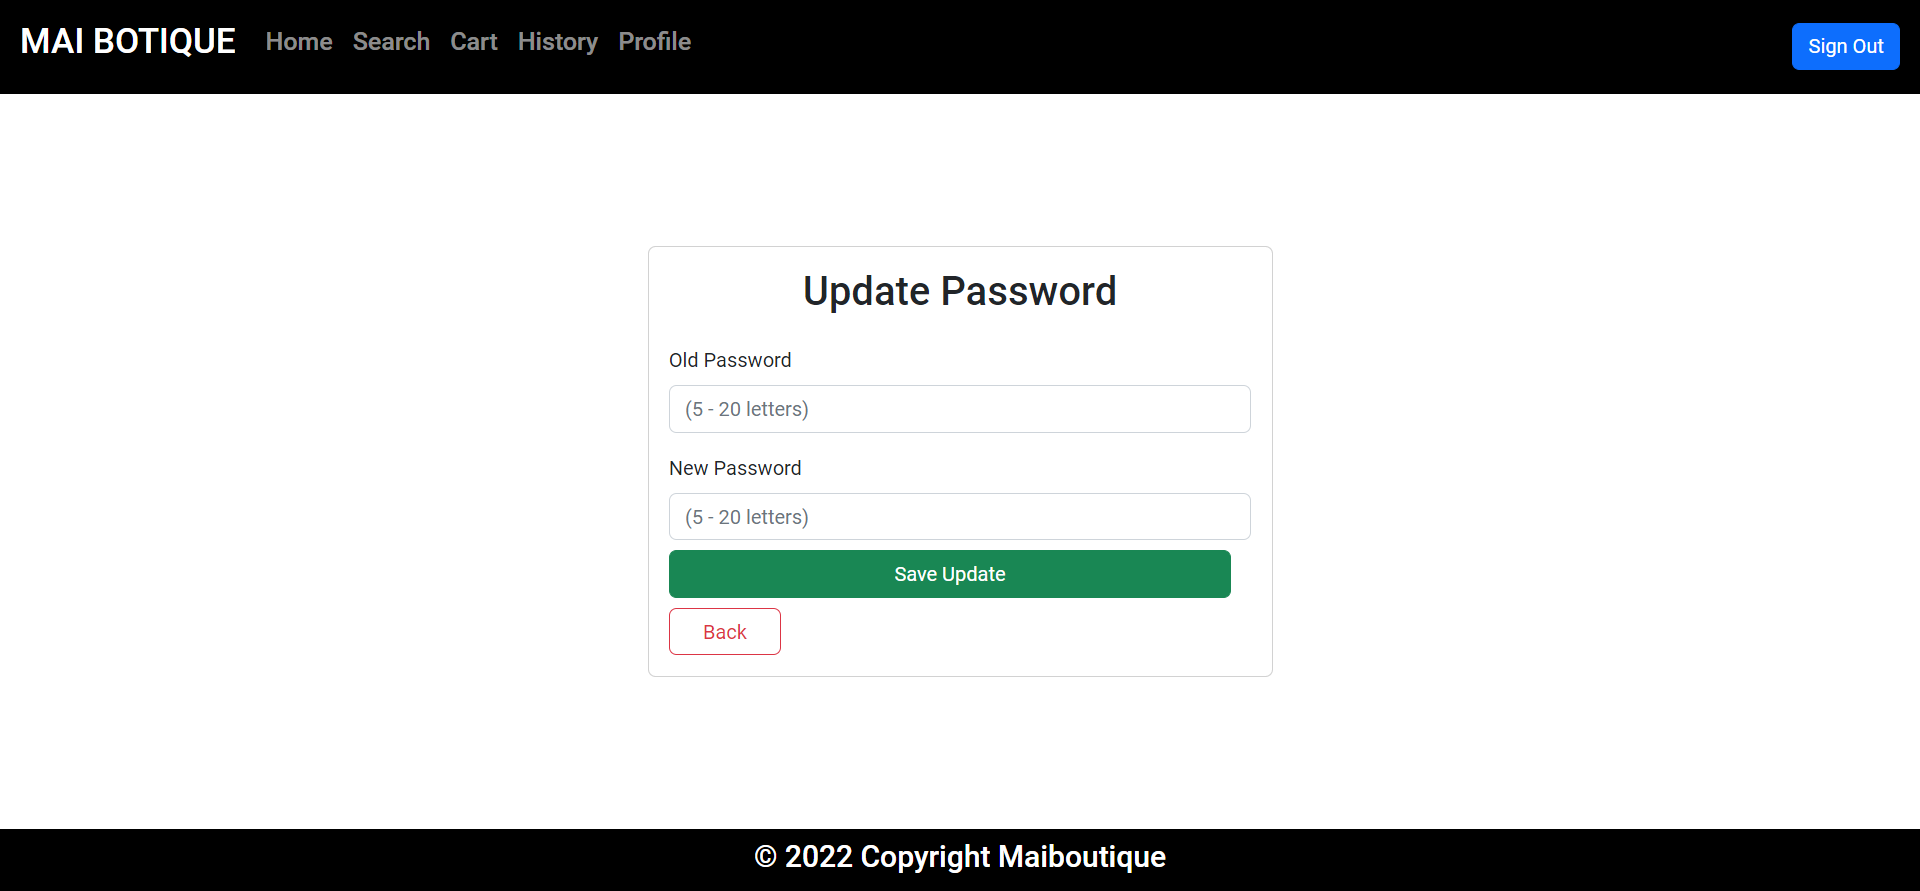 MAI BOTIQUE Home Search Cart History Profile Sign Out
Update Password
Old Password
(5 - 20 letters)
New Password
(5 - 20 letters)
Save Update
Back
© 2022 Copyright Maiboutique